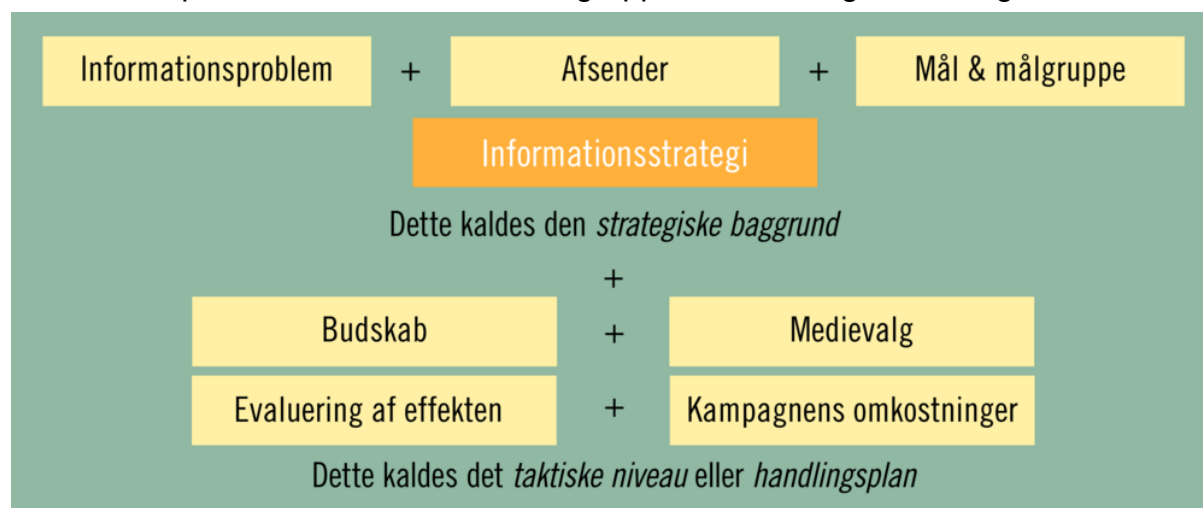 Informationsproblem + Afsender + Mål & målgruppe
Informationsstrategi
Dette kaldes den strategiske baggrund
+
Budskab + Medievalg
Evaluering af effekten + Kampagnens omkostninger
Dette kaldes det taktiske niveau eller handlingsplan